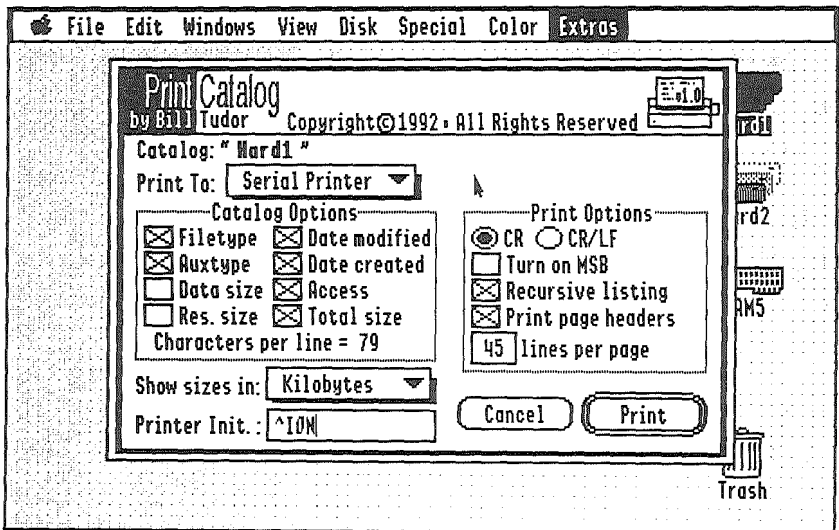 File Edit Windows View Disk Special Color Extras
Print Catalog
by Bill Tudor Copyright©1992 • All Rights Reserved
v1.0
Catalog: " Hard1 "
Print To: Serial Printer
Catalog Options
Filetype Date modified
Auxtype Date created
Data size Access
Res. size Total size
Characters per line = 79
Print Options
CR CR/LF
Turn on MSB
Recursive listing
Print page headers
45 lines per page
Show sizes in: Kilobytes
Printer Init. : ^I0N
Cancel Print
rd1
rd2
AM5
Trash